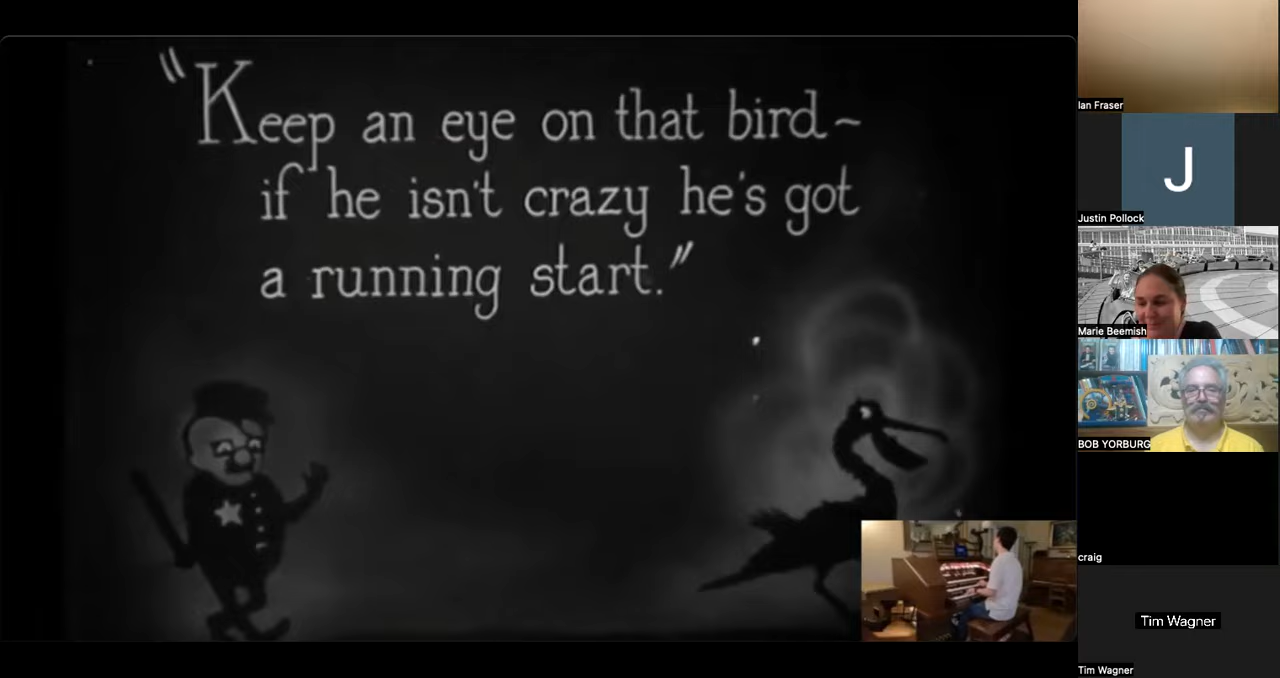 "Keep an eye on that bird~
if he isn't crazy he's got
a running start."
Ian Fraser
J
Justin Pollock
Marie Beemish
BOB YORBURG
craig
Tim Wagner
Tim Wagner